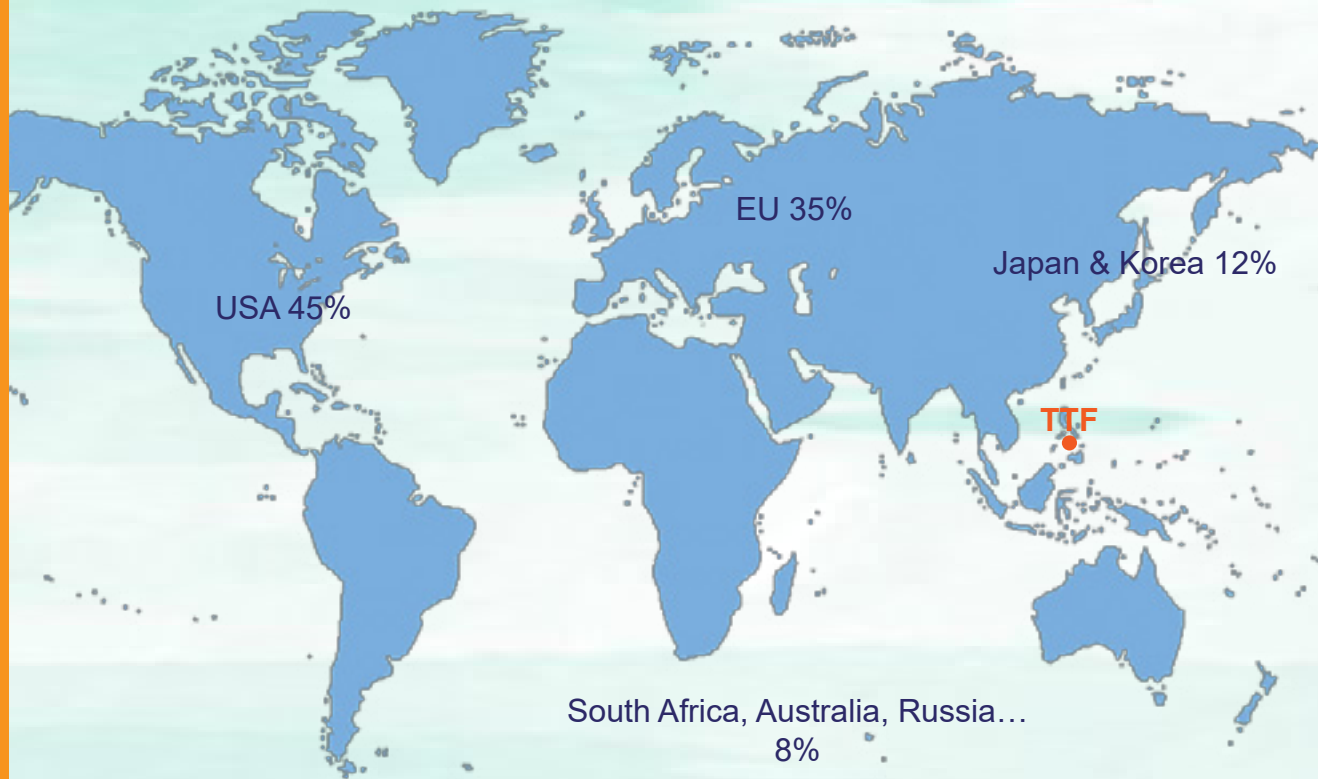 EU 35%
Japan & Korea 12%
USA 45%
TTF
South Africa, Australia, Russia…
8%